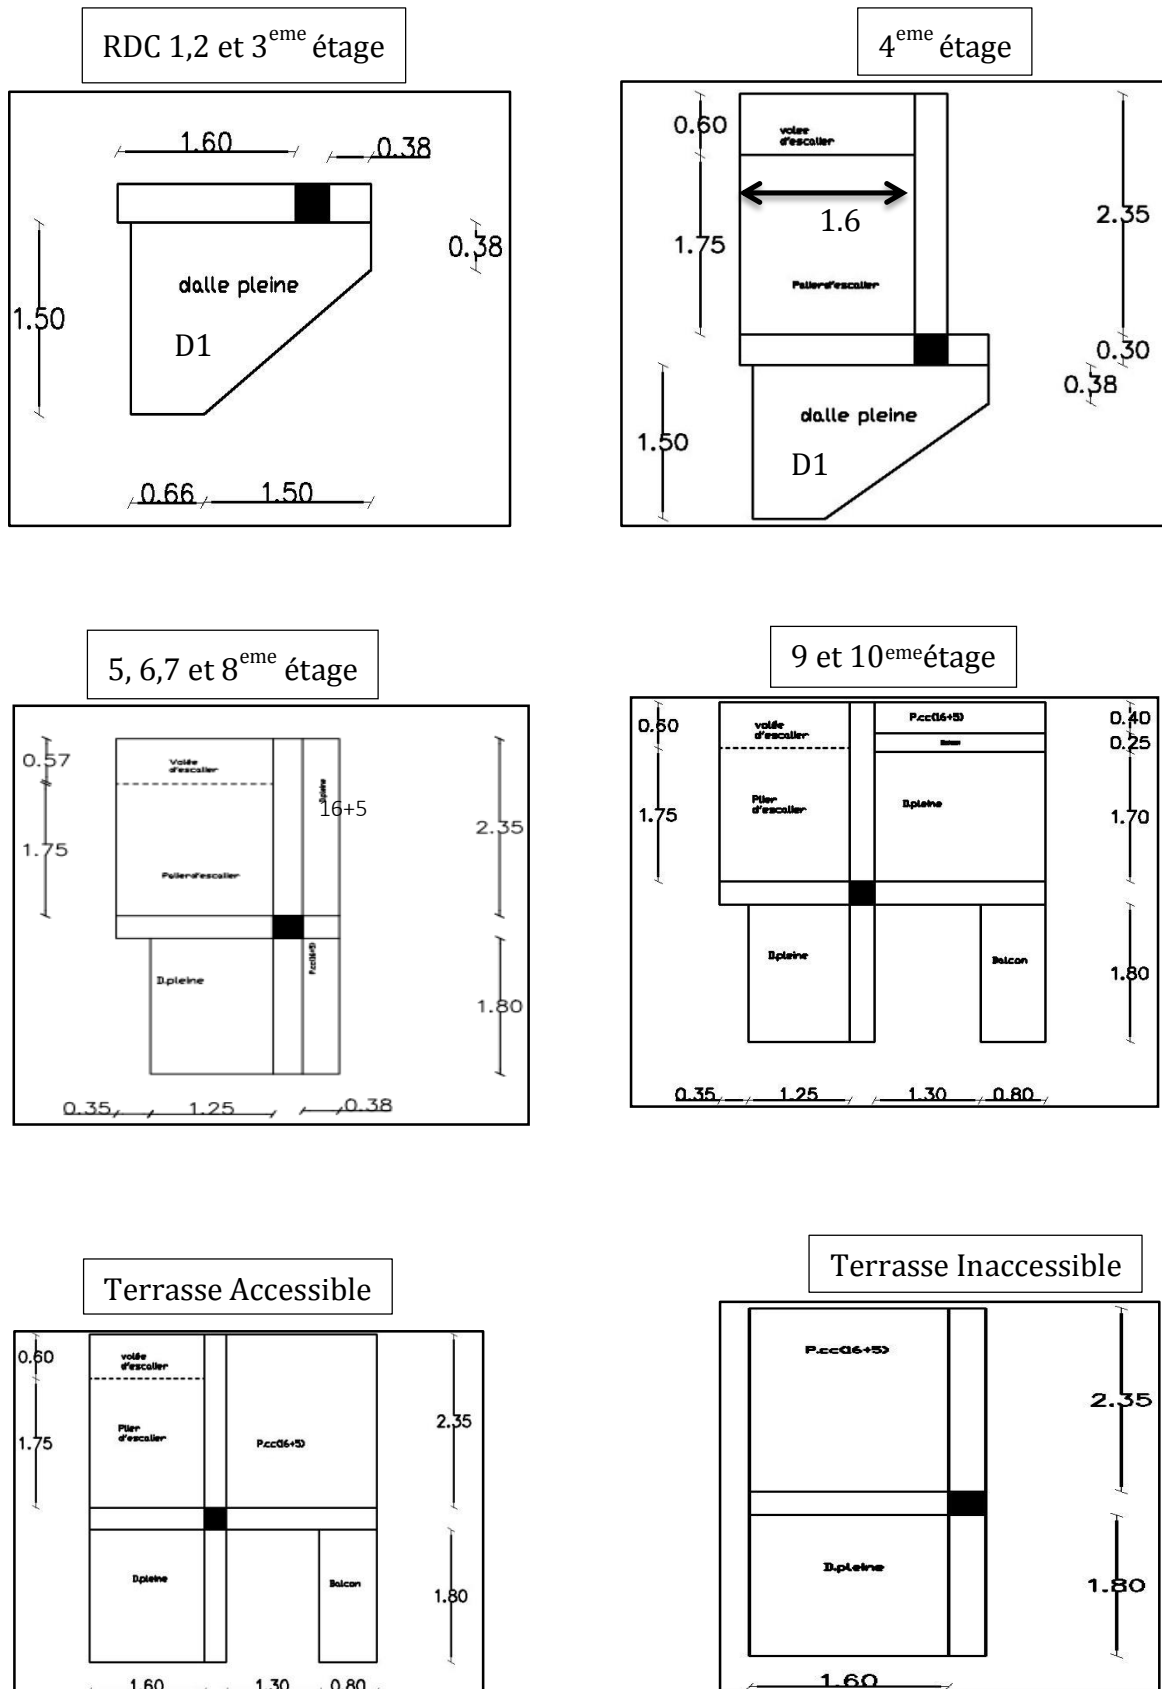 RDC 1,2 et 3eme étage
1.60
0.38
0.38
dalle pleine
1.50
D1
0.66
1.50
4eme étage
0.60
volee
d'escalier
1.6
2.35
1.75
Palierd'escalier
0.30
0.38
dalle pleine
1.50
D1
5, 6,7 et 8eme étage
0.57
Volée
d'escalier
16+5
2.35
1.75
Palierd'escalier
P.cc(16+5)
D.pleine
1.80
0.35
1.25
0.38
9 et 10emeétage
0.60
volée
d'escalier
P.cc(16+5)
0.40
0.25
1.75
Plier
d'escalier
D.pleine
1.70
D.pleine
Balcon
1.80
0.35
1.25
1.30
0.80
Terrasse Accessible
0.60
volée
d'escalier
2.35
1.75
Plier
d'escalier
P.cc(16+5)
D.pleine
Balcon
1.80
1.60
1.30
0.80
Terrasse Inaccessible
P.cc(16+5)
2.35
D.pleine
1.80
1.60